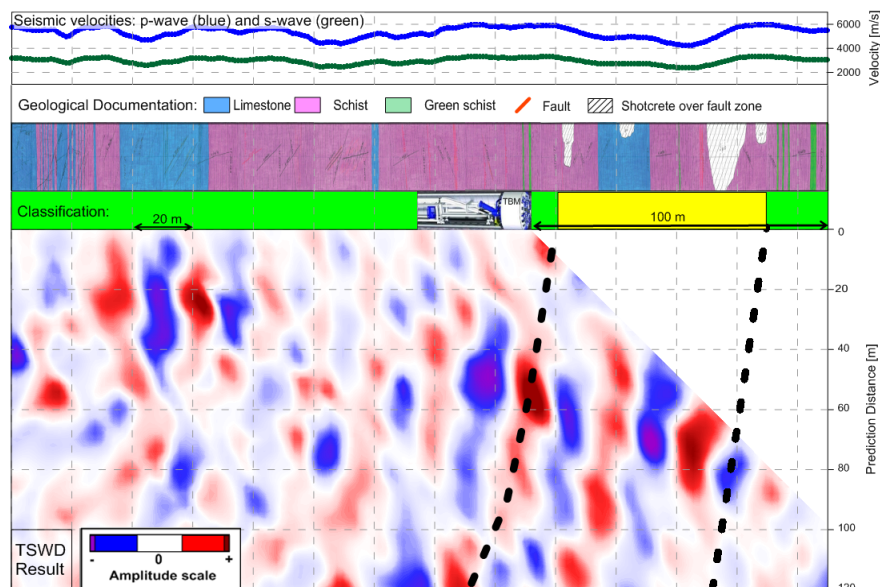 Seismic velocities: p-wave (blue) and s-wave (green)
6000
4000
2000
Velocity [m/s]
Geological Documentation: Limestone Schist Green schist Fault Shotcrete over fault zone
TBM
Classification:
20 m
100 m
0
20
40
60
80
100
120
Prediction Distance [m]
TSWD
Result
- 0 +
Amplitude scale